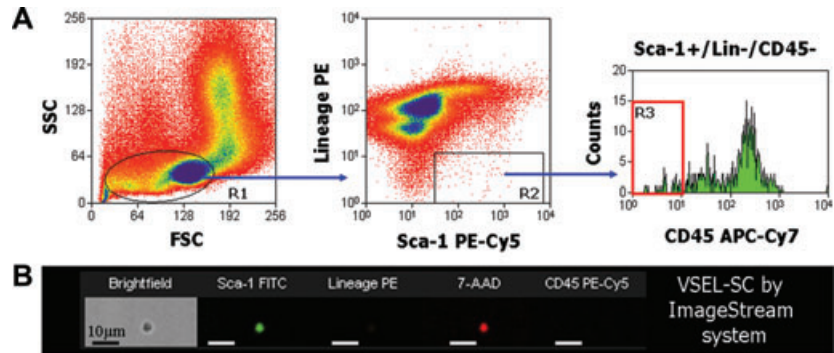 A
Sca-1+/Lin-/CD45-
SSC
256
192
128
64
0
0 64 128 192 256
FSC
R1
Lineage PE
10⁴
10³
10²
10¹
10⁰
10⁰ 10¹ 10² 10³ 10⁴
Sca-1 PE-Cy5
R2
Counts
20
15
10
5
0
R3
10⁰ 10¹ 10² 10³ 10⁴
CD45 APC-Cy7
B
Brightfield Sca-1 FITC Lineage PE 7-AAD CD45 PE-Cy5
10µm
VSEL-SC by
ImageStream
system